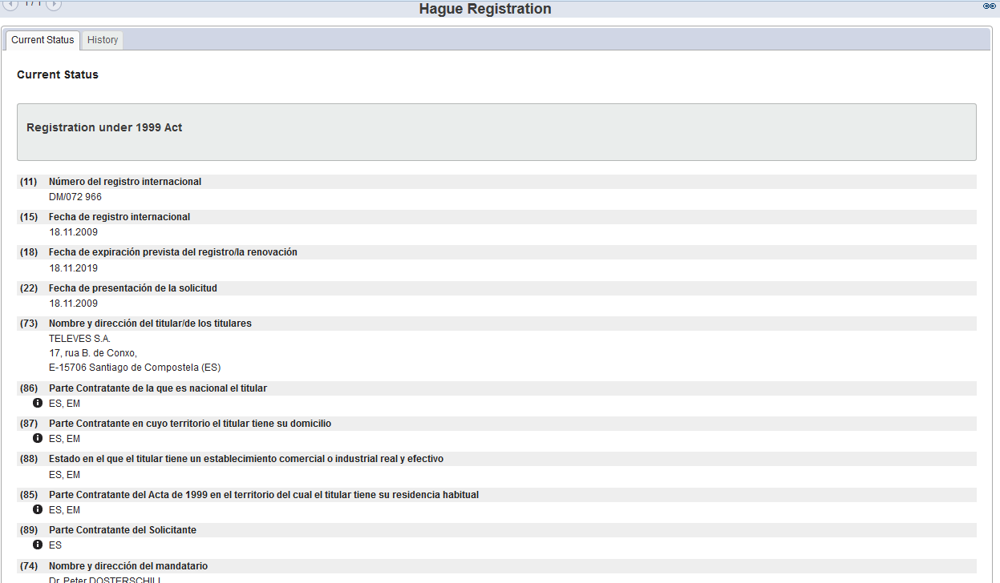 1 / 1
Hague Registration
Current Status
History
Current Status
Registration under 1999 Act
(11) Número del registro internacional
DM/072 966
(15) Fecha de registro internacional
18.11.2009
(18) Fecha de expiración prevista del registro/la renovación
18.11.2019
(22) Fecha de presentación de la solicitud
18.11.2009
(73) Nombre y dirección del titular/de los titulares
TELEVES S.A.
17, rua B. de Conxo,
E-15706 Santiago de Compostela (ES)
(86) Parte Contratante de la que es nacional el titular
ES, EM
(87) Parte Contratante en cuyo territorio el titular tiene su domicilio
ES, EM
(88) Estado en el que el titular tiene un establecimiento comercial o industrial real y efectivo
ES, EM
(85) Parte Contratante del Acta de 1999 en el territorio del cual el titular tiene su residencia habitual
ES, EM
(89) Parte Contratante del Solicitante
ES
(74) Nombre y dirección del mandatario
Dr. Peter DOSTERSCHILL